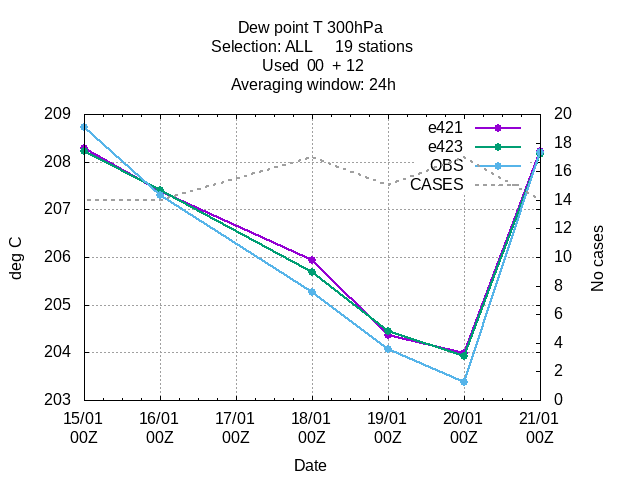 Dew point T 300hPa
Selection: ALL 19 stations
Used 00 + 12
Averaging window: 24h
209 20
208 18
207 16
206 14
205 12
204 10
203 8
6
4
2
0
e421
e423
OBS
CASES
deg C
No cases
15/01 16/01 17/01 18/01 19/01 20/01 21/01
00Z 00Z 00Z 00Z 00Z 00Z 00Z
Date